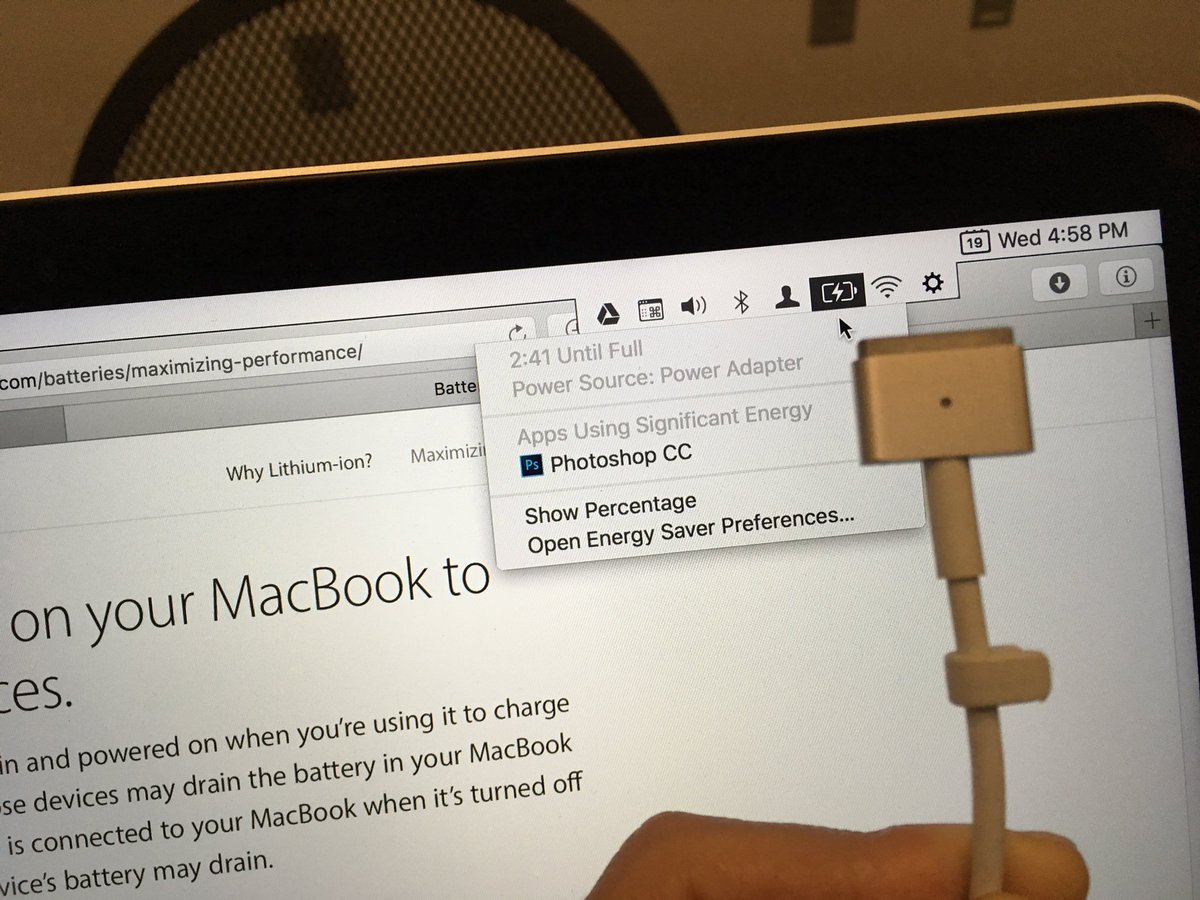 19 Wed 4:58 PM
com/batteries/maximizing-performance/
Batte
2:41 Until Full
Power Source: Power Adapter
Apps Using Significant Energy
Ps Photoshop CC
Show Percentage
Open Energy Saver Preferences...
Why Lithium-ion? Maximizi
on your MacBook to
ces.
in and powered on when you're using it to charge
se devices may drain the battery in your MacBook
is connected to your MacBook when it's turned off
vice's battery may drain.